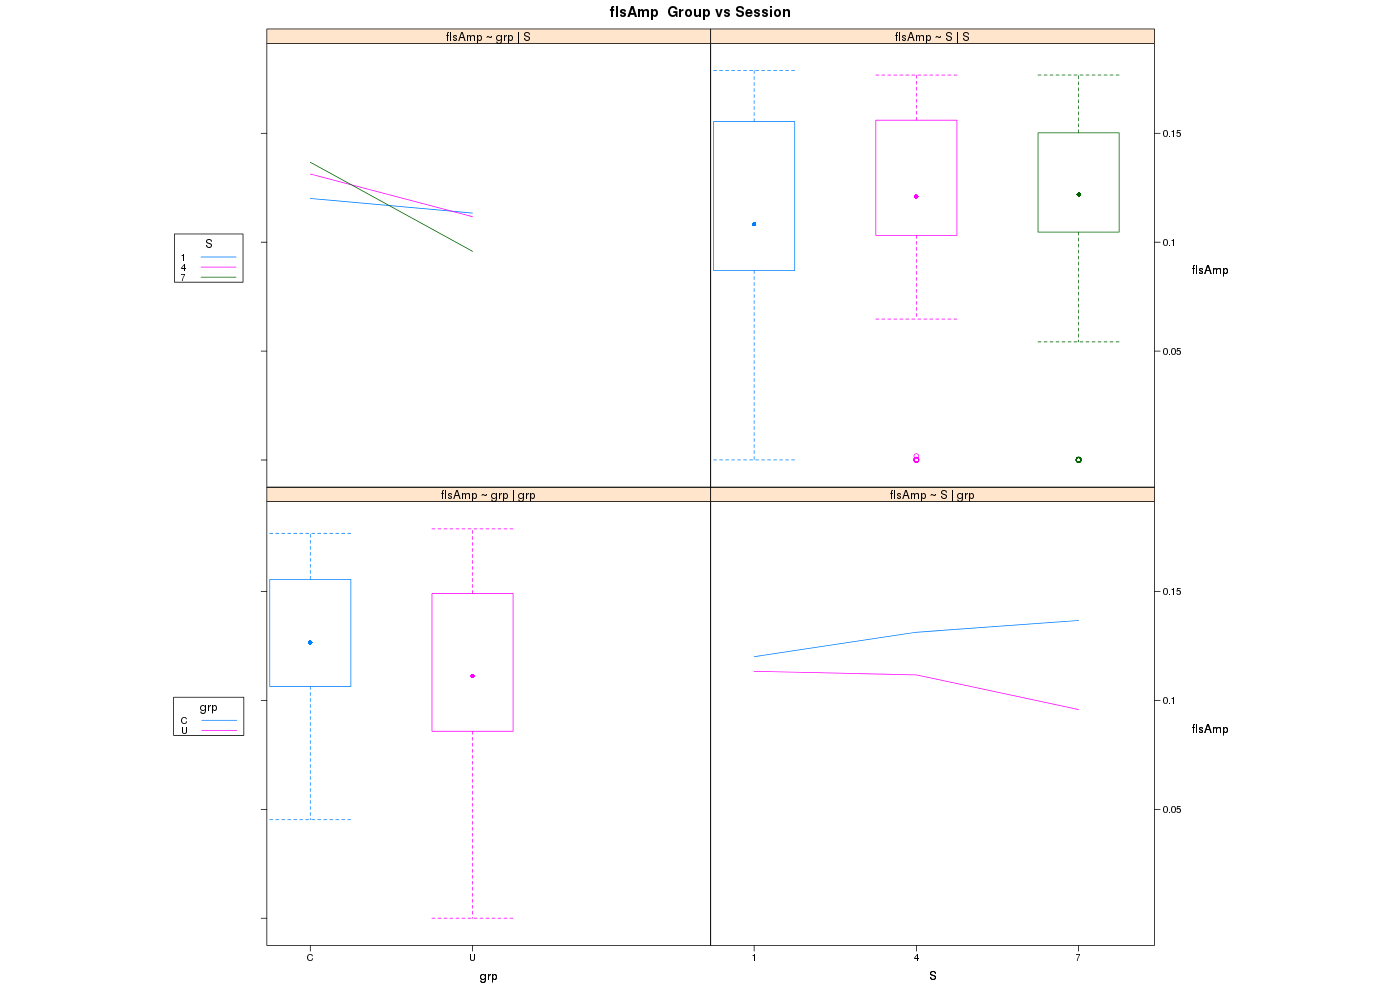 flsAmp  Group vs Session
flsAmp ~ grp | S
flsAmp ~ S | S
0.15
0.1
0.05
flsAmp
S
1
4
7
flsAmp ~ grp | grp
flsAmp ~ S | grp
0.15
0.1
0.05
flsAmp
grp
C
U
C
U
1
4
7
grp
S